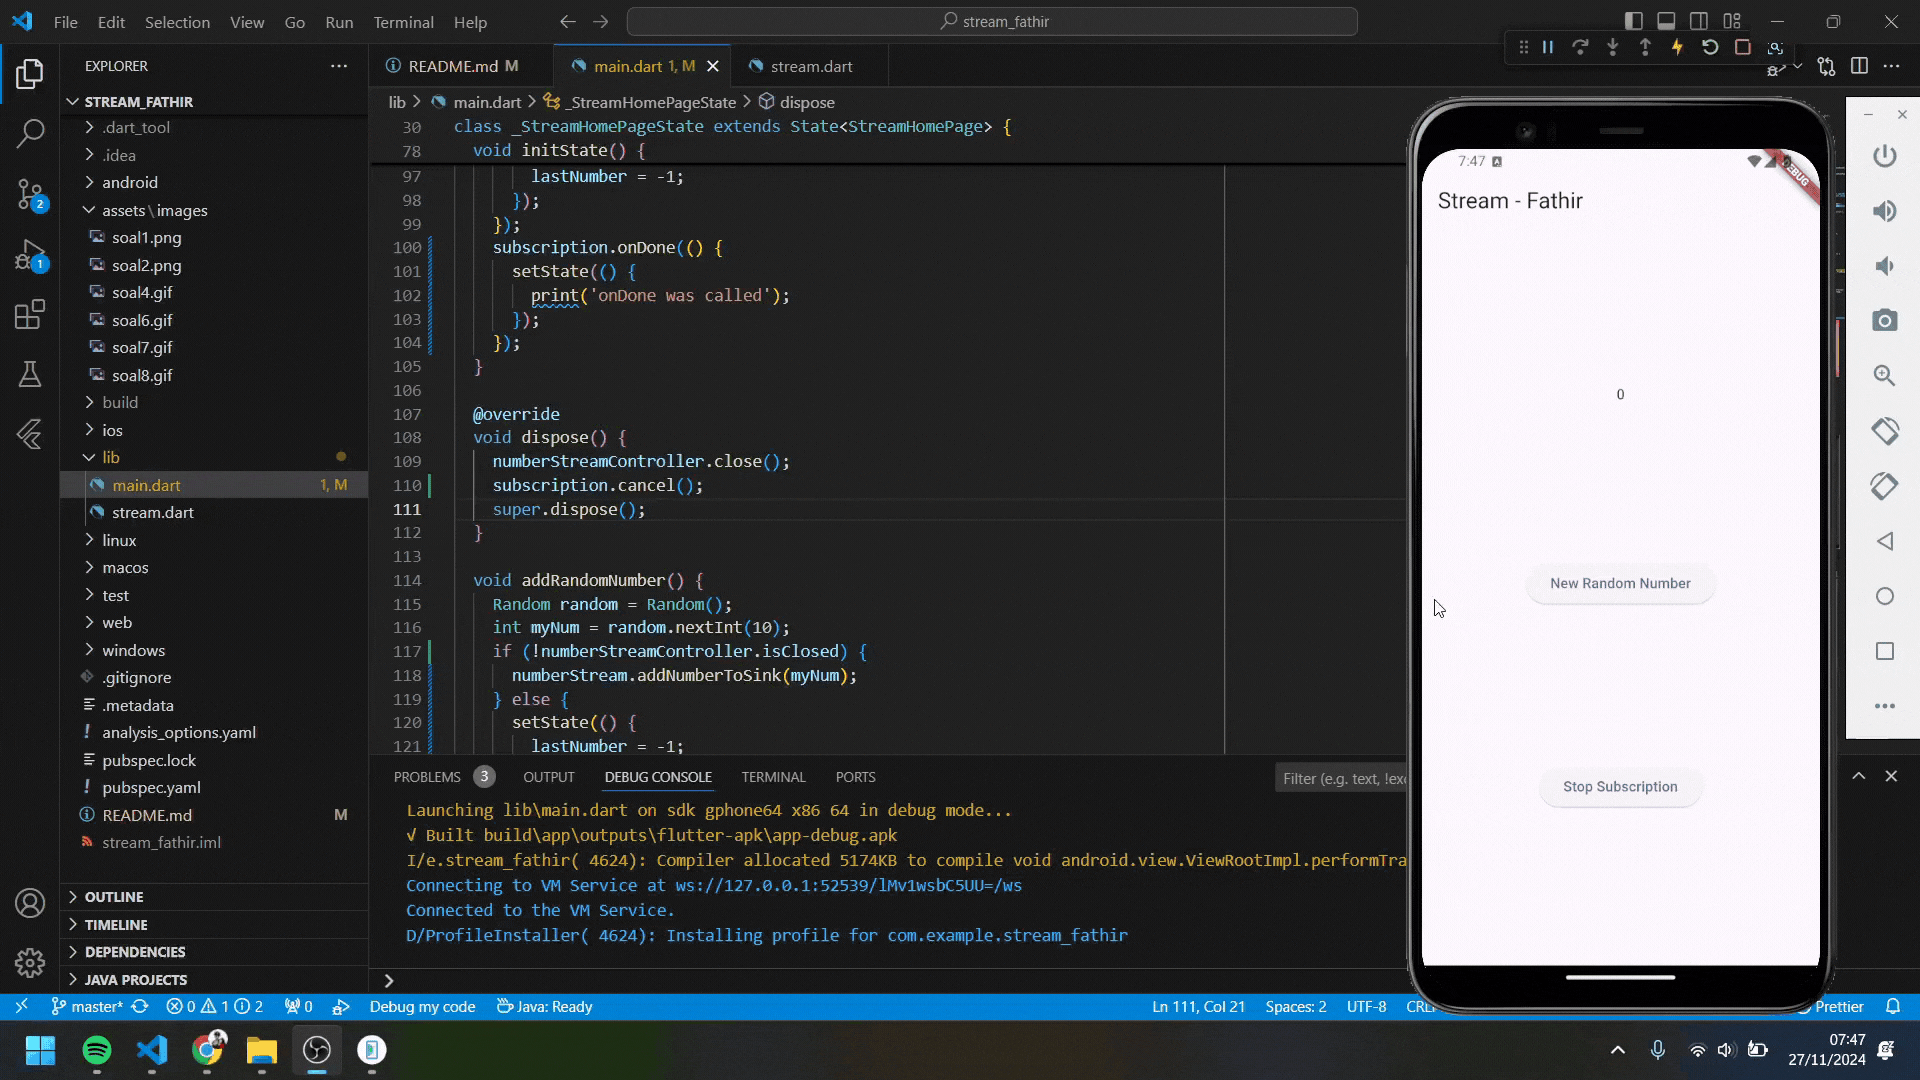 File Edit Selection View Go Run Terminal Help
stream_fathir
EXPLORER
README.md M
main.dart 1, M
stream.dart
STREAM_FATHIR
.dart_tool
.idea
android
assets\images
soal1.png
soal2.png
soal4.gif
soal6.gif
soal7.gif
soal8.gif
build
ios
lib
main.dart 1, M
stream.dart
linux
macos
test
web
windows
.gitignore
.metadata
analysis_options.yaml
pubspec.lock
pubspec.yaml
README.md M
stream_fathir.iml
OUTLINE
TIMELINE
DEPENDENCIES
JAVA PROJECTS
2
1
lib > main.dart > _StreamHomePageState > dispose
30 class _StreamHomePageState extends State<StreamHomePage> {
78 void initState() {
97 lastNumber = -1;
98 });
99 });
100 subscription.onDone(() {
101 setState(() {
102 print('onDone was called');
103 });
104 });
105 }
106
107 @override
108 void dispose() {
109 numberStreamController.close();
110 subscription.cancel();
111 super.dispose();
112 }
113
114 void addRandomNumber() {
115 Random random = Random();
116 int myNum = random.nextInt(10);
117 if (!numberStreamController.isClosed) {
118 numberStream.addNumberToSink(myNum);
119 } else {
120 setState(() {
121 lastNumber = -1;
PROBLEMS 3 OUTPUT DEBUG CONSOLE TERMINAL PORTS
Filter (e.g. text, !exc
Launching lib\main.dart on sdk gphone64 x86 64 in debug mode...
√ Built build\app\outputs\flutter-apk\app-debug.apk
I/e.stream_fathir( 4624): Compiler allocated 5174KB to compile void android.view.ViewRootImpl.performTra
Connecting to VM Service at ws://127.0.0.1:52539/lMv1wsbC5UU=/ws
Connected to the VM Service.
D/ProfileInstaller( 4624): Installing profile for com.example.stream_fathir
7:47
DEBUG
Stream - Fathir
0
New Random Number
Stop Subscription
master* 0 1 2 0 Debug my code Java: Ready
Ln 111, Col 21 Spaces: 2 UTF-8 CRL Prettier
07:47
27/11/2024